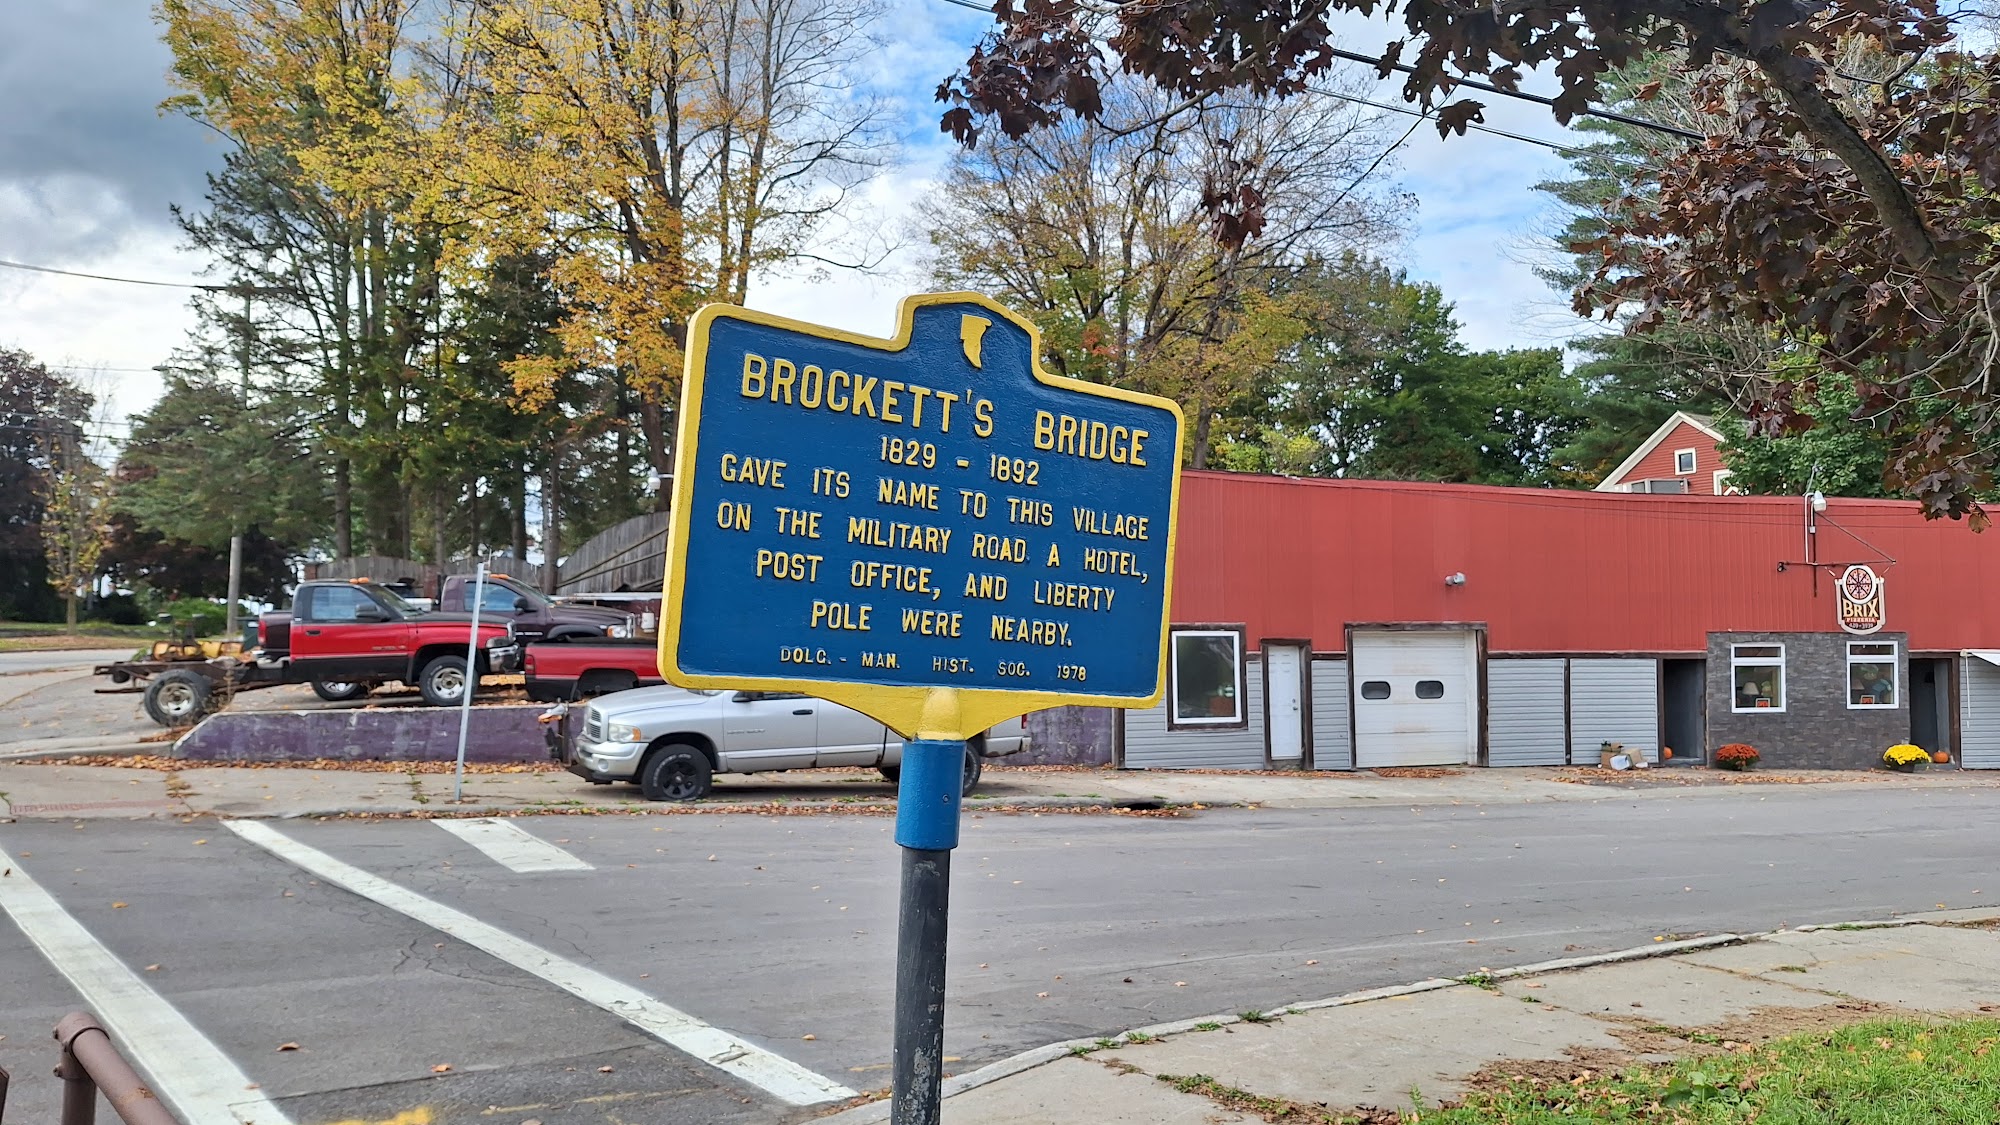 BROCKETT'S BRIDGE
1829 - 1892
GAVE ITS NAME TO THIS VILLAGE
ON THE MILITARY ROAD. A HOTEL,
POST OFFICE, AND LIBERTY
POLE WERE NEARBY.
DOLG. - MAN. HIST. SOC. 1978
BRIX
PIZZERIA